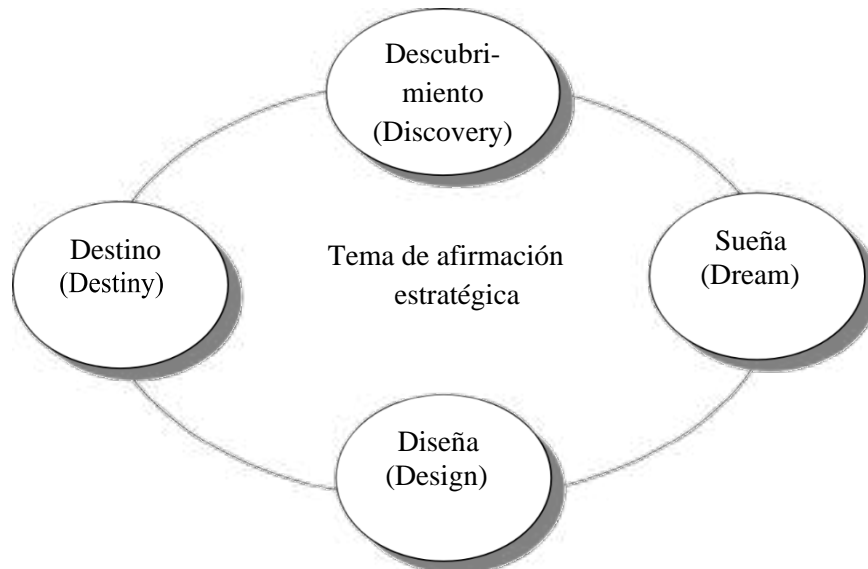 Descubri-
miento
(Discovery)
Destino
(Destiny)
Tema de afirmación
estratégica
Sueña
(Dream)
Diseña
(Design)